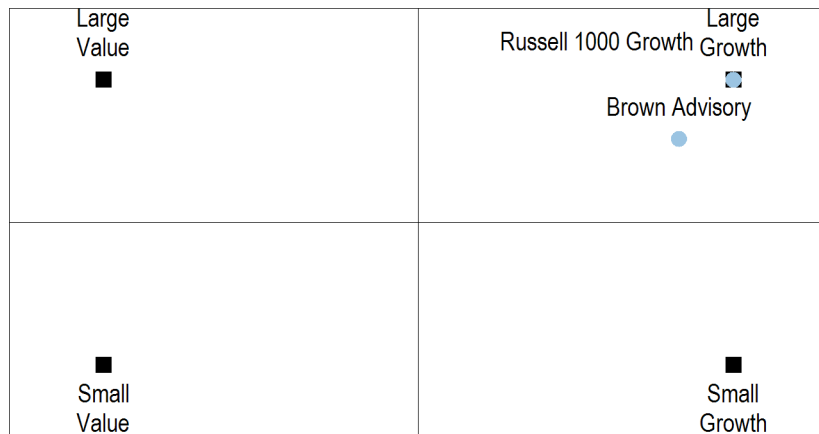 Large
Value
Large
Growth
Russell 1000 Growth
Brown Advisory
Small
Value
Small
Growth